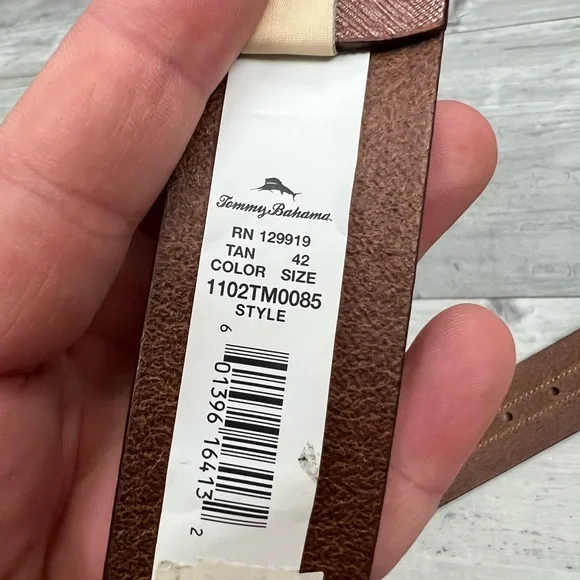 Tommy Bahama
RN 129919
TAN 42
COLOR SIZE
1102TM0085
STYLE
6 01396 16413 2